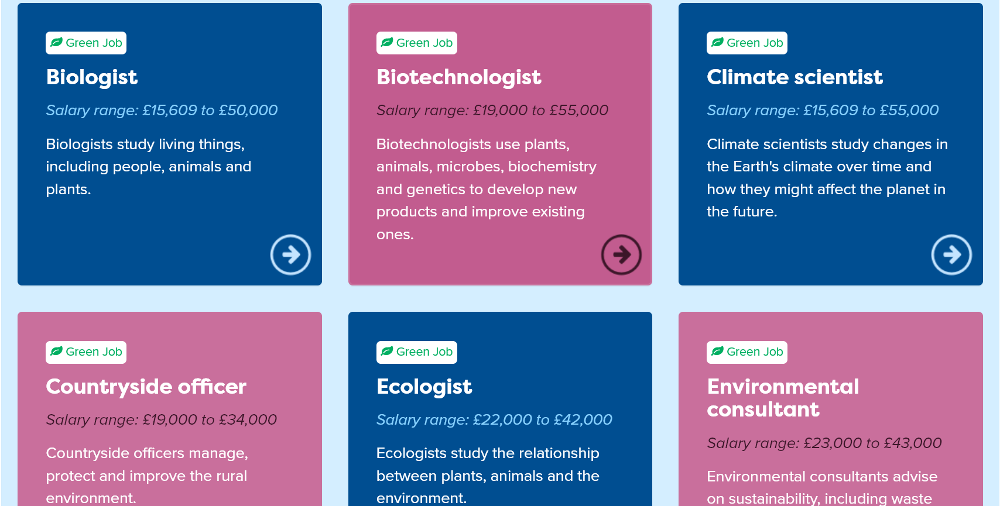 Green Job
Biologist
Salary range: £15,609 to £50,000
Biologists study living things,
including people, animals and
plants.
Green Job
Biotechnologist
Salary range: £19,000 to £55,000
Biotechnologists use plants,
animals, microbes, biochemistry
and genetics to develop new
products and improve existing
ones.
Green Job
Climate scientist
Salary range: £15,609 to £55,000
Climate scientists study changes in
the Earth's climate over time and
how they might affect the planet in
the future.
Green Job
Countryside officer
Salary range: £19,000 to £34,000
Countryside officers manage,
protect and improve the rural
environment.
Green Job
Ecologist
Salary range: £22,000 to £42,000
Ecologists study the relationship
between plants, animals and the
environment.
Green Job
Environmental
consultant
Salary range: £23,000 to £43,000
Environmental consultants advise
on sustainability, including waste